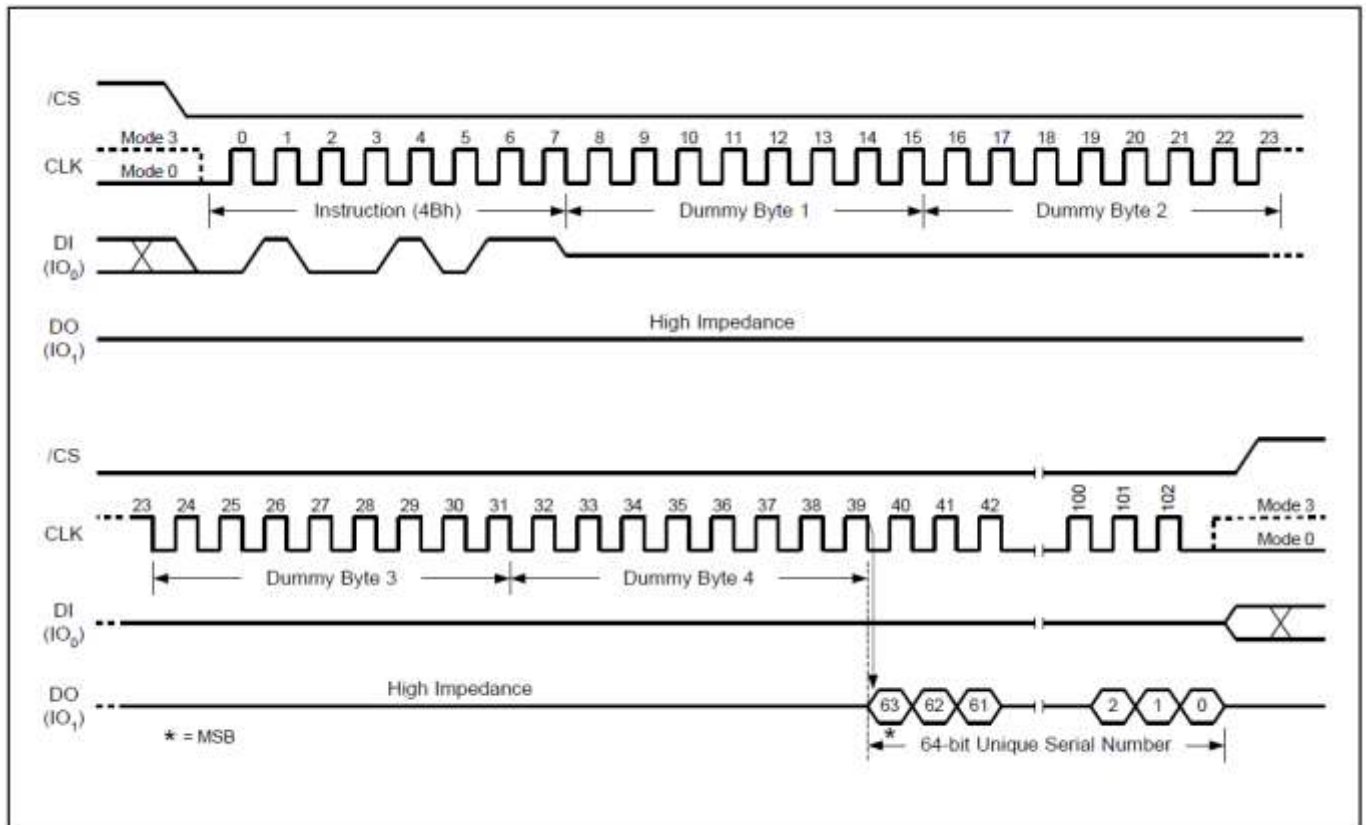 /CS
Mode 3 0 1 2 3 4 5 6 7 8 9 10 11 12 13 14 15 16 17 18 19 20 21 22 23
CLK
Mode 0
Instruction (4Bh) Dummy Byte 1 Dummy Byte 2
DI
(IO0)
DO High Impedance
(IO1)
/CS
23 24 25 26 27 28 29 30 31 32 33 34 35 36 37 38 39 40 41 42 100 101 102 Mode 3
CLK
Mode 0
Dummy Byte 3 Dummy Byte 4
DI
(IO0)
DO High Impedance 63 62 61 2 1 0
(IO1)
* = MSB * 64-bit Unique Serial Number